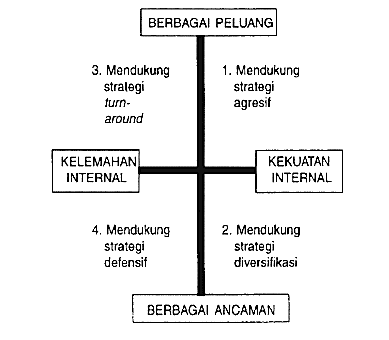 BERBAGAI PELUANG
3. Mendukung
strategi
turn-
around
1. Mendukung
strategi
agresif
KELEMAHAN
INTERNAL
KEKUATAN
INTERNAL
4. Mendukung
strategi
defensif
2. Mendukung
strategi
diversifikasi
BERBAGAI ANCAMAN